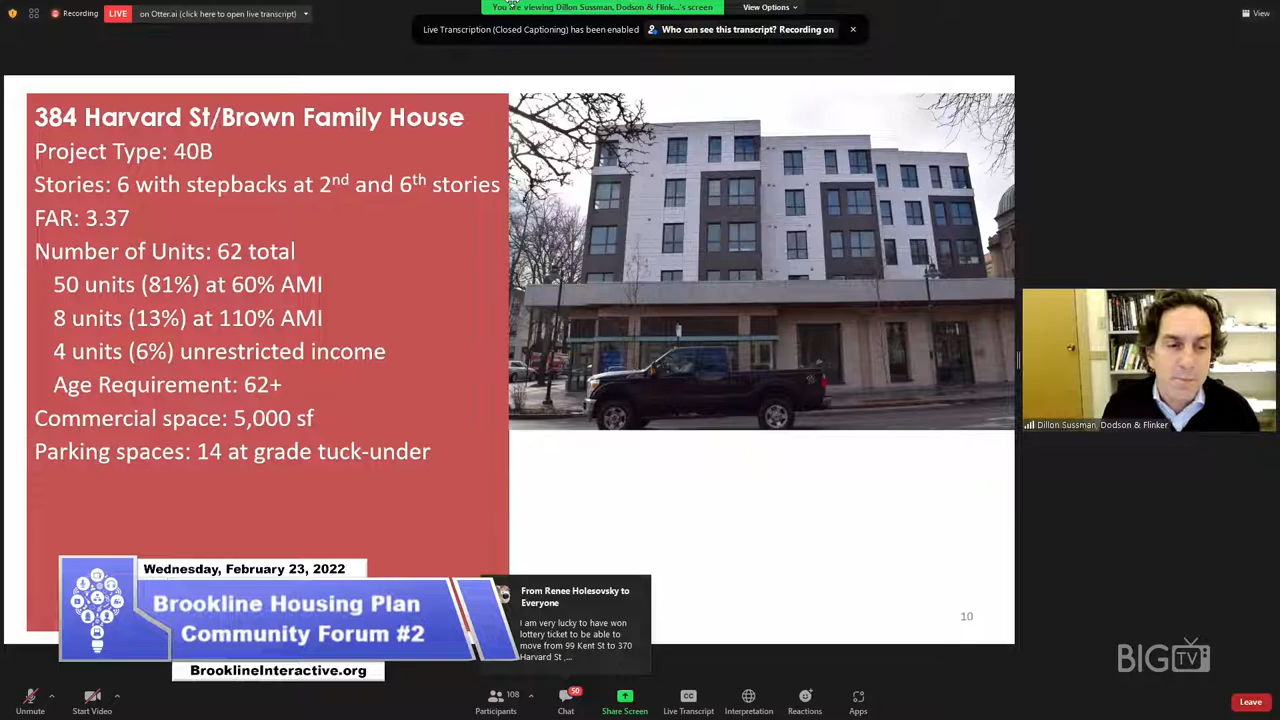 Recording
LIVE
on Otter.ai (click here to open live transcript)
You are viewing Dillon Sussman, Dodson & Flink...'s screen
View Options
View
Live Transcription (Closed Captioning) has been enabled
Who can see this transcript? Recording on
384 Harvard St/Brown Family House
Project Type: 40B
Stories: 6 with stepbacks at 2nd and 6th stories
FAR: 3.37
Number of Units: 62 total
50 units (81%) at 60% AMI
8 units (13%) at 110% AMI
4 units (6%) unrestricted income
Age Requirement: 62+
Commercial space: 5,000 sf
Parking spaces: 14 at grade tuck-under
Dillon Sussman, Dodson & Flinker
Wednesday, February 23, 2022
Brookline Housing Plan
Community Forum #2
BrooklineInteractive.org
From Renee Holesovsky to
Everyone
I am very lucky to have won
lottery ticket to be able to
move from 99 Kent St to 370
Harvard St ,...
10
BIG TV
Unmute
Start Video
Participants
108
Chat
50
Share Screen
CC
Live Transcript
Interpretation
Reactions
Apps
Leave